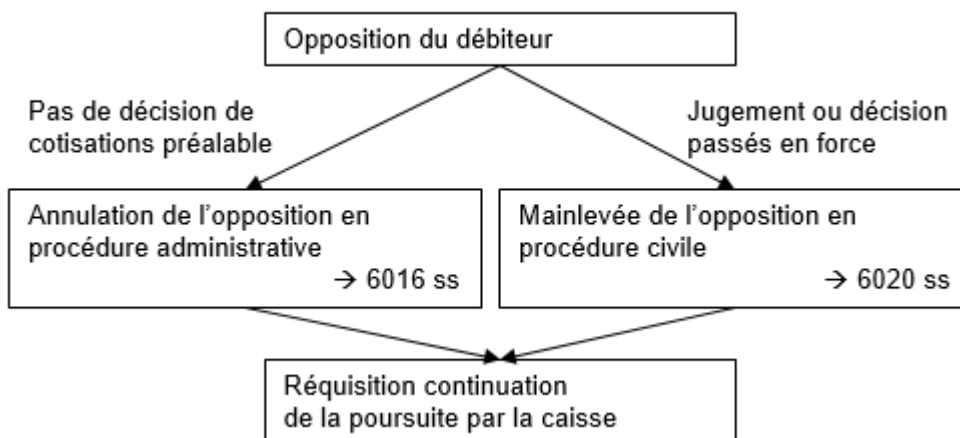 Opposition du débiteur
Pas de décision de
cotisations préalable
Jugement ou décision
passés en force
Annulation de l'opposition en
procédure administrative
→ 6016 ss
Mainlevée de l'opposition en
procédure civile
→ 6020 ss
Réquisition continuation
de la poursuite par la caisse